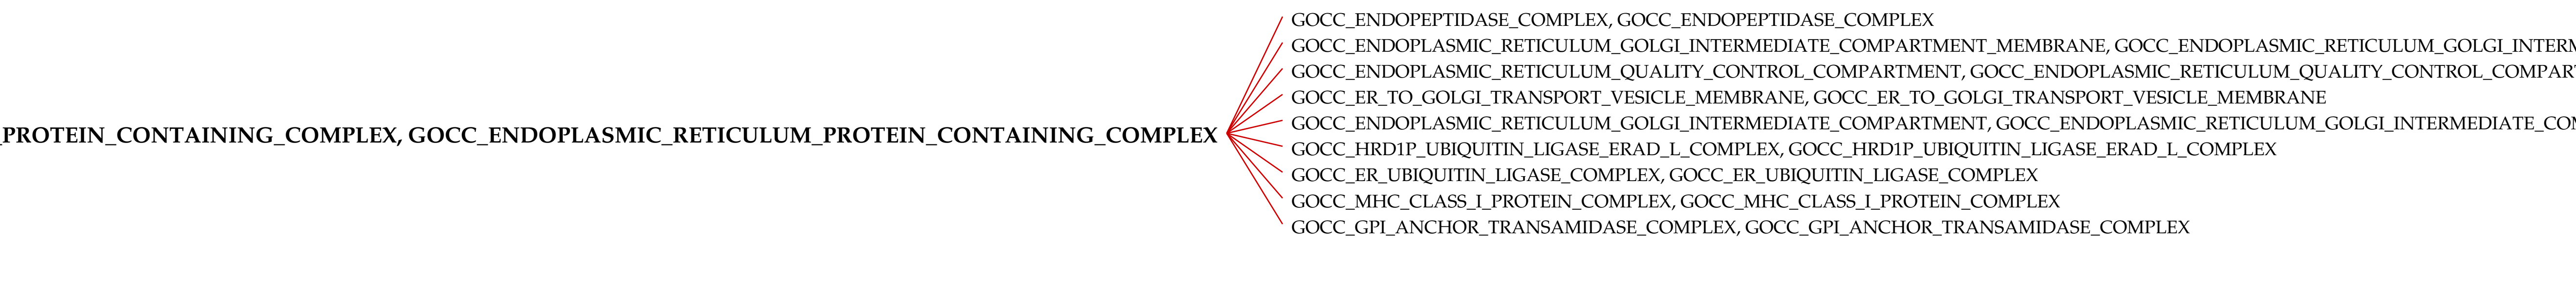 GOCC_ENDOPEPTIDASE_COMPLEX, GOCC_ENDOPEPTIDASE_COMPLEX
GOCC_ENDOPLASMIC_RETICULUM_GOLGI_INTERMEDIATE_COMPARTMENT_MEMBRANE, GOCC_ENDOPLASMIC_RETICULUM_GOLGI_INTERM
GOCC_ENDOPLASMIC_RETICULUM_QUALITY_CONTROL_COMPARTMENT, GOCC_ENDOPLASMIC_RETICULUM_QUALITY_CONTROL_COMPART
GOCC_ER_TO_GOLGI_TRANSPORT_VESICLE_MEMBRANE, GOCC_ER_TO_GOLGI_TRANSPORT_VESICLE_MEMBRANE
GOCC_ENDOPLASMIC_RETICULUM_GOLGI_INTERMEDIATE_COMPARTMENT, GOCC_ENDOPLASMIC_RETICULUM_GOLGI_INTERMEDIATE_COM
_PROTEIN_CONTAINING_COMPLEX, GOCC_ENDOPLASMIC_RETICULUM_PROTEIN_CONTAINING_COMPLEX
GOCC_HRD1P_UBIQUITIN_LIGASE_ERAD_L_COMPLEX, GOCC_HRD1P_UBIQUITIN_LIGASE_ERAD_L_COMPLEX
GOCC_ER_UBIQUITIN_LIGASE_COMPLEX, GOCC_ER_UBIQUITIN_LIGASE_COMPLEX
GOCC_MHC_CLASS_I_PROTEIN_COMPLEX, GOCC_MHC_CLASS_I_PROTEIN_COMPLEX
GOCC_GPI_ANCHOR_TRANSAMIDASE_COMPLEX, GOCC_GPI_ANCHOR_TRANSAMIDASE_COMPLEX